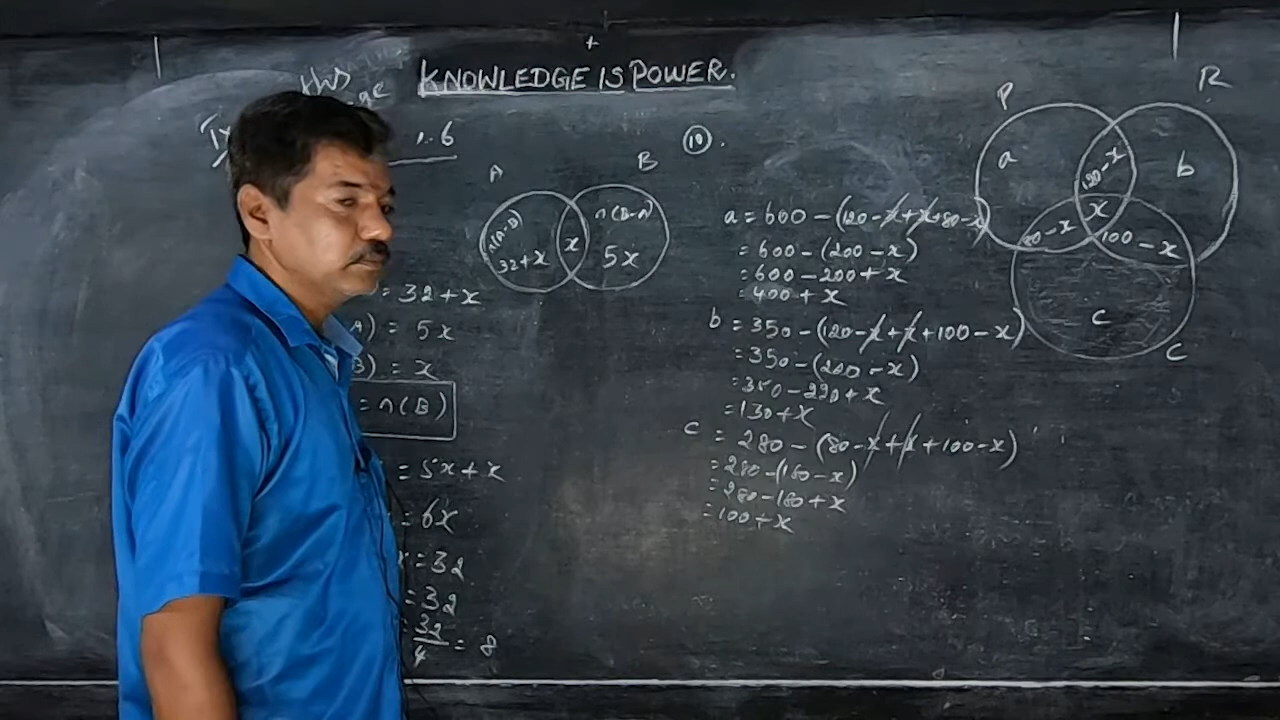 KNOWLEDGE IS POWER.
6
A
B
n(A-B)
32+x
x
n(B-A)
5x
= 32+x
A) = 5x
B) = x
= n(B)
= 5x+x
= 6x
= 32
= 32
= 32/4 = 8
10.
a = 600 - (120-x+x+80-x)
= 600 - (200-x)
= 600 - 200 + x
= 400 + x
b = 350 - (120-x+x+100-x)
= 350 - (200-x)
= 350 - 220 + x
= 130 + x
c = 280 - (80-x+x+100-x)
= 280 - (180-x)
= 280 - 180 + x
= 100 + x
P
R
a
120-x
b
x
80-x
100-x
c
C